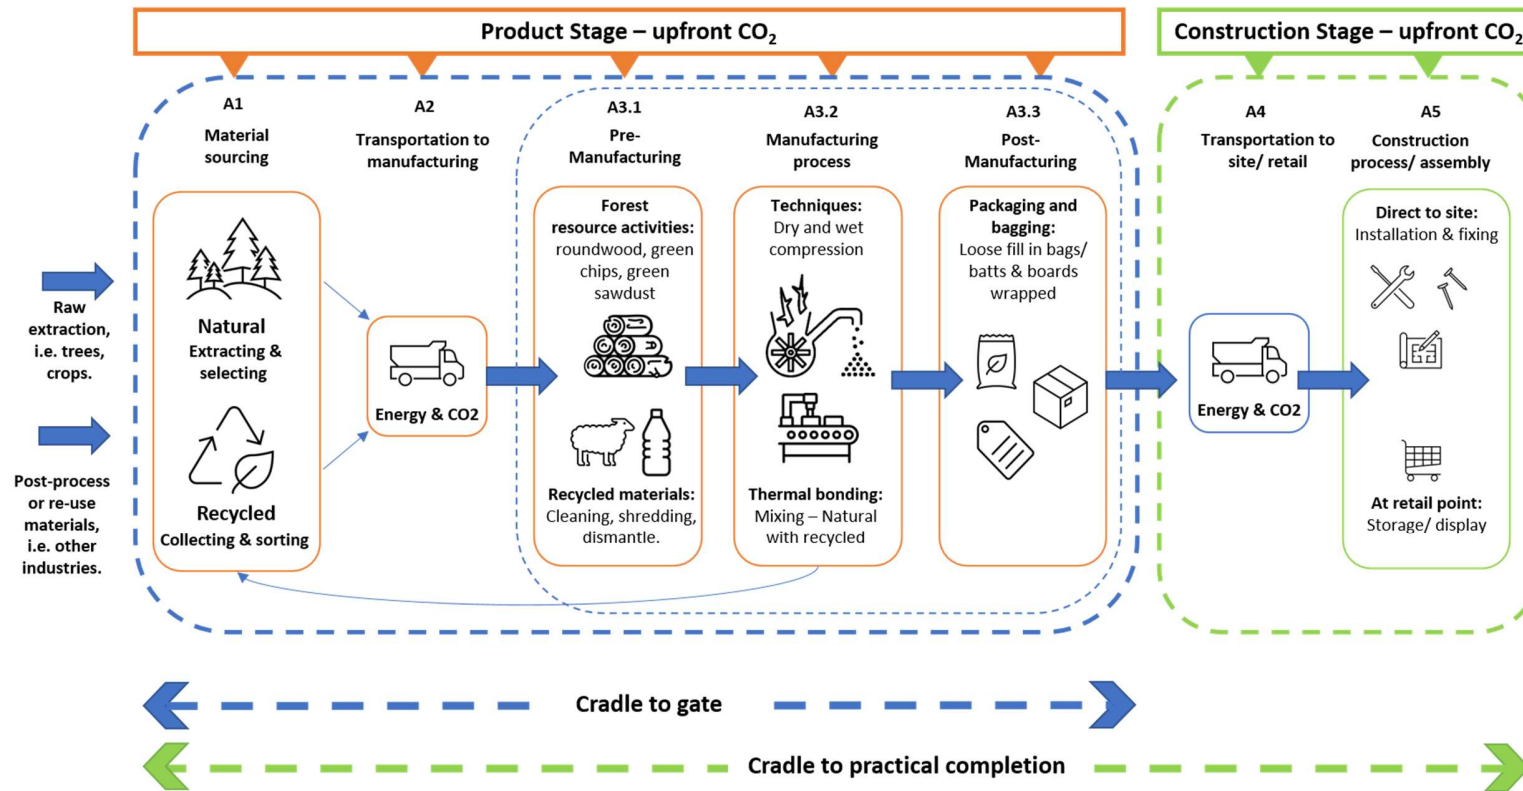 Product Stage – upfront CO₂
Construction Stage – upfront CO₂
A1
Material
sourcing
A2
Transportation to
manufacturing
A3.1
Pre-
Manufacturing
A3.2
Manufacturing
process
A3.3
Post-
Manufacturing
A4
Transportation to
site/ retail
A5
Construction
process/ assembly
Raw
extraction,
i.e. trees,
crops.
Post-process
or re-use
materials,
i.e. other
industries.
Natural
Extracting &
selecting
Recycled
Collecting & sorting
Energy & CO2
Forest
resource activities:
roundwood, green
chips, green
sawdust
Recycled materials:
Cleaning, shredding,
dismantle.
Techniques:
Dry and wet
compression
Thermal bonding:
Mixing – Natural
with recycled
Packaging and
bagging:
Loose fill in bags/
batts & boards
wrapped
Energy & CO2
Direct to site:
Installation & fixing
At retail point:
Storage/ display
Cradle to gate
Cradle to practical completion